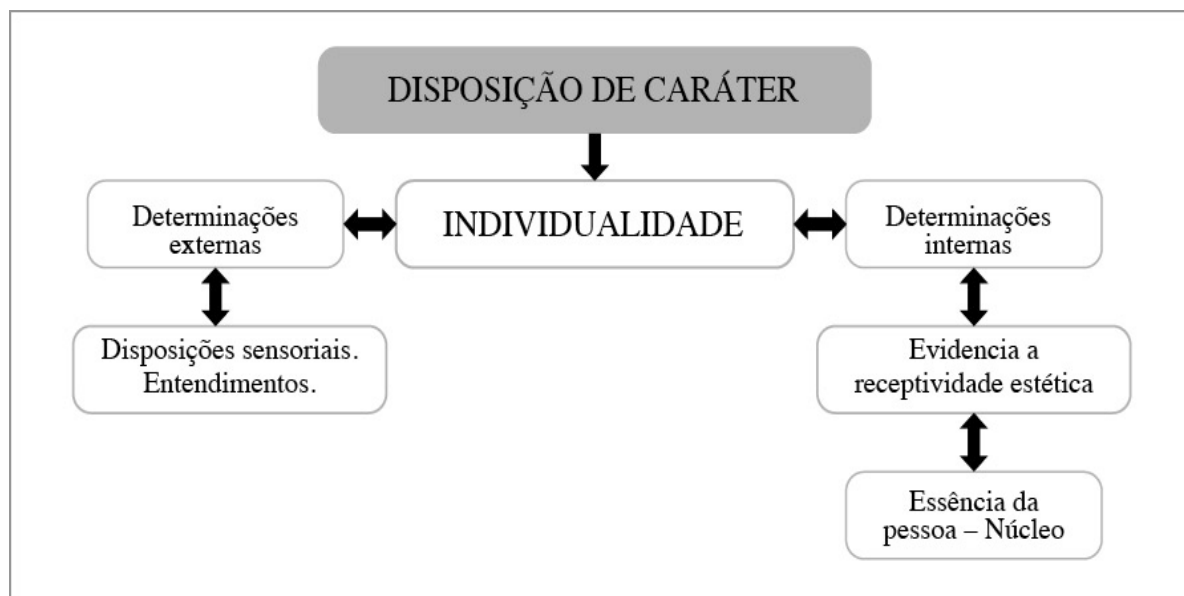 DISPOSIÇÃO DE CARÁTER
Determinações
externas
INDIVIDUALIDADE
Determinações
internas
Disposições sensoriais.
Entendimentos.
Evidencia a
receptividade estética
Essência da
pessoa – Núcleo